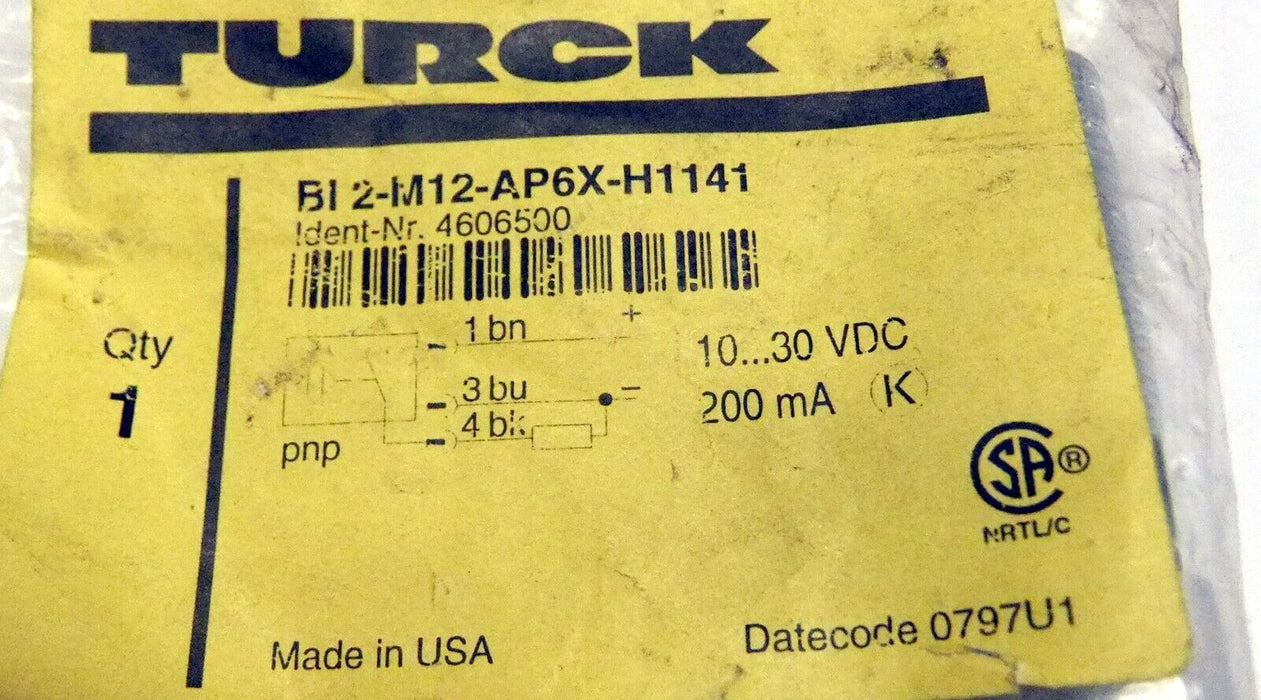 TURCK
BI 2-M12-AP6X-H1141
Ident-Nr. 4606500
Qty
1
1 bn +
3 bu −
4 bk
pnp
10...30 VDC
200 mA (K)
SA®
NRTL/C
Made in USA
Datecode 0797U1